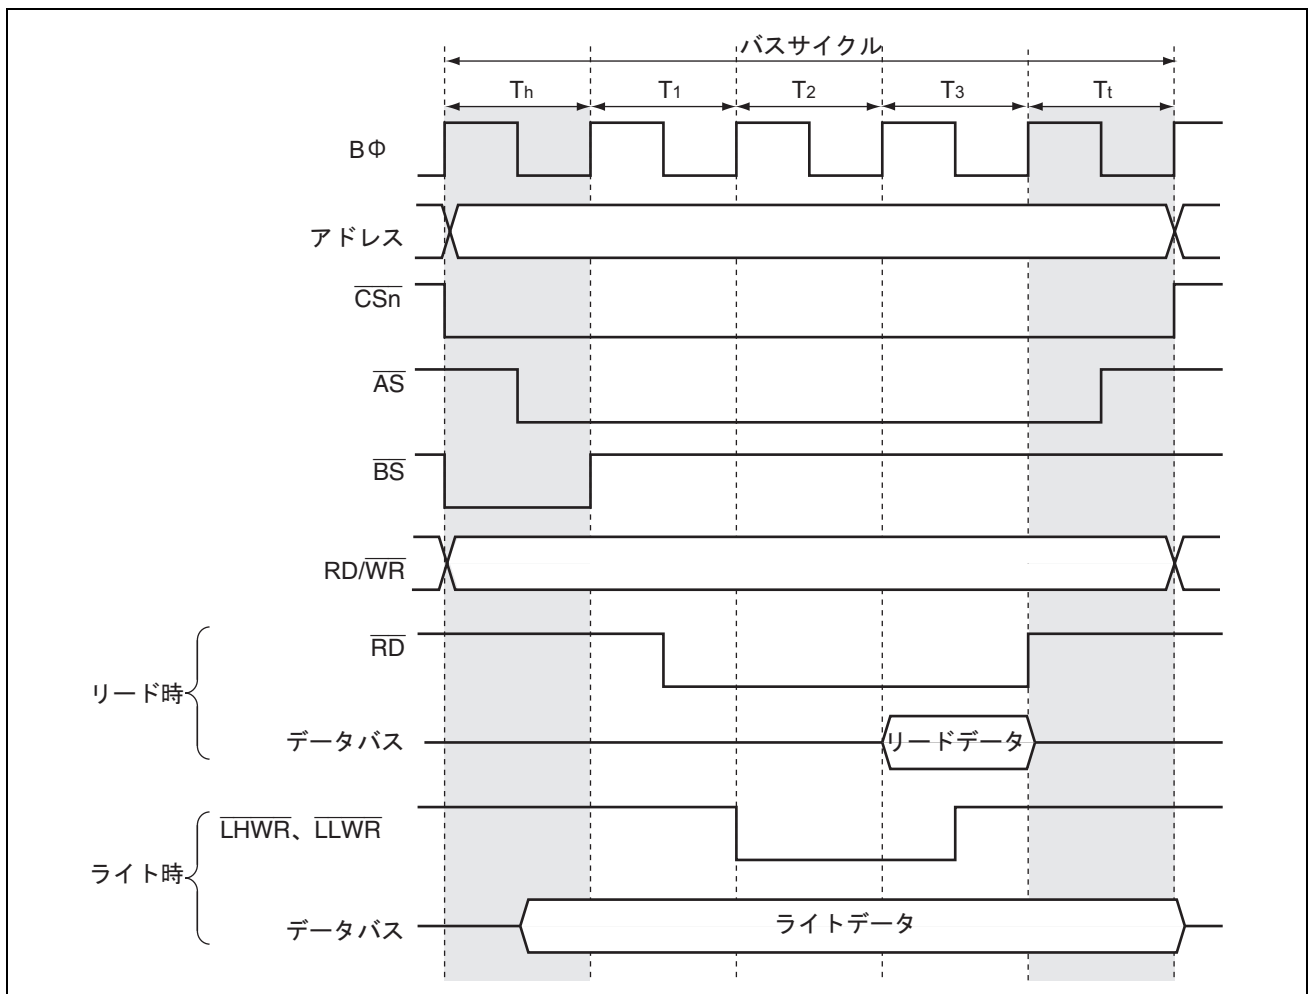 バスサイクル
Th T1 T2 T3 Tt
BΦ
アドレス
CSn
AS
BS
RD/WR
リード時
RD
データバス
リードデータ
ライト時
LHWR、LLWR
データバス
ライトデータ